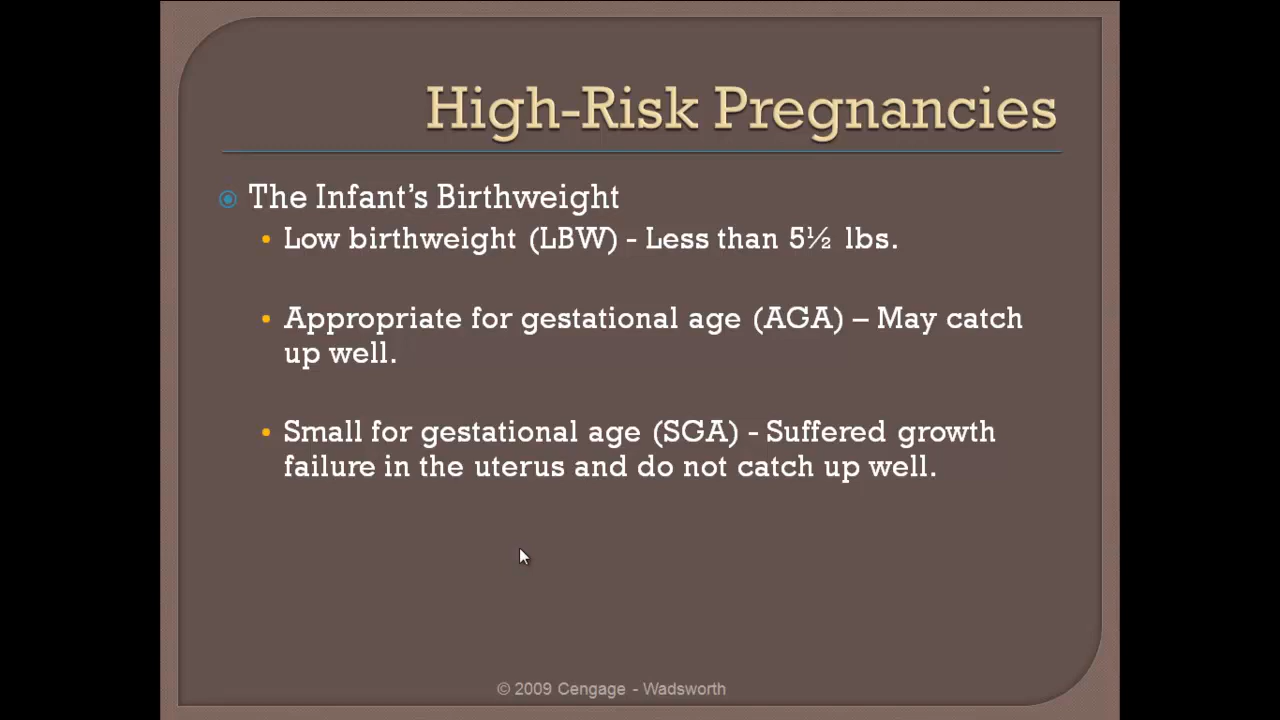 High-Risk Pregnancies
The Infant's Birthweight
Low birthweight (LBW) - Less than 5½ lbs.
Appropriate for gestational age (AGA) – May catch
up well.
Small for gestational age (SGA) - Suffered growth
failure in the uterus and do not catch up well.
© 2009 Cengage - Wadsworth